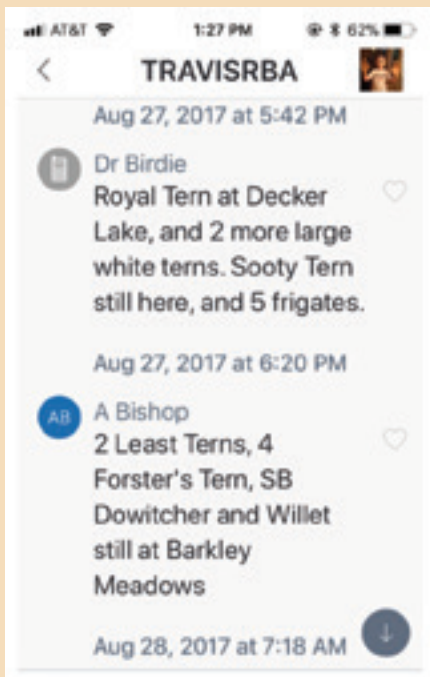 AT&T 1:27 PM 62%
TRAVISRBA
Aug 27, 2017 at 5:42 PM
Dr Birdie
Royal Tern at Decker
Lake, and 2 more large
white terns. Sooty Tern
still here, and 5 frigates.
Aug 27, 2017 at 6:20 PM
AB A Bishop
2 Least Terns, 4
Forster's Tern, SB
Dowitcher and Willet
still at Barkley
Meadows
Aug 28, 2017 at 7:18 AM